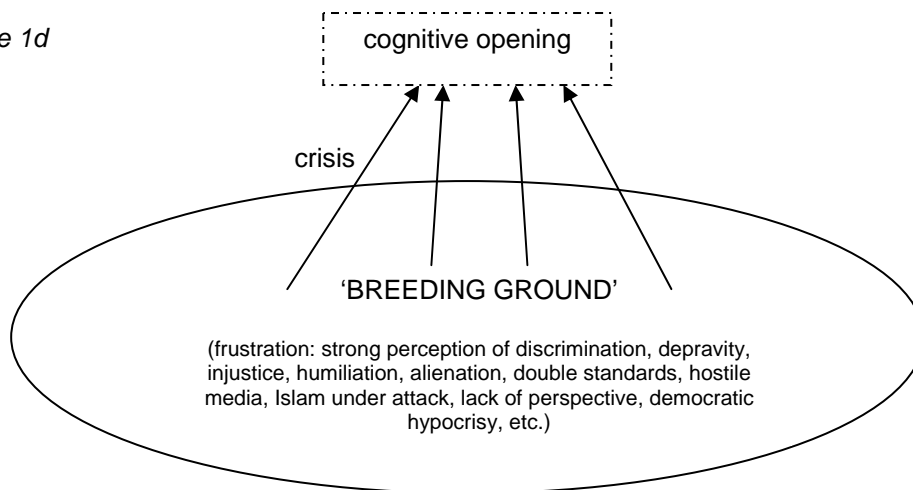 e 1d
cognitive opening
crisis
‘BREEDING GROUND’
(frustration: strong perception of discrimination, depravity,
injustice, humiliation, alienation, double standards, hostile
media, Islam under attack, lack of perspective, democratic
hypocrisy, etc.)